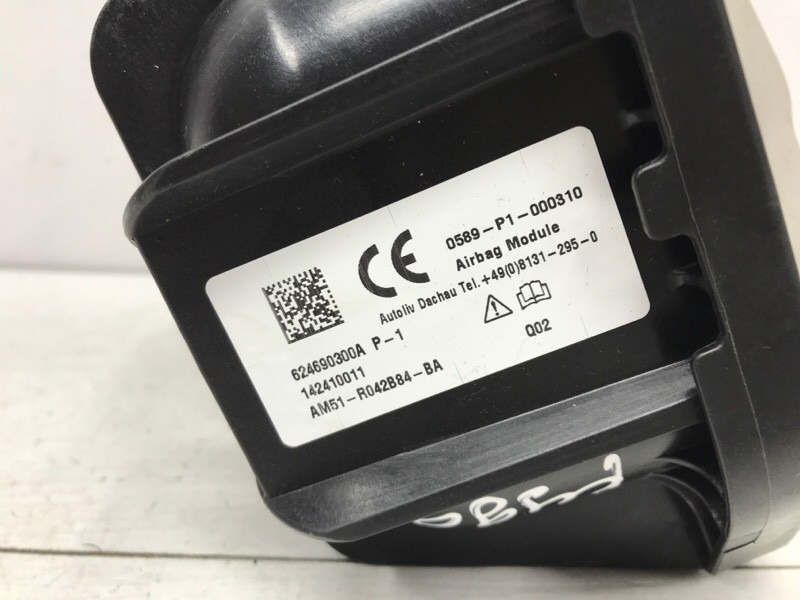 CE 0589-P1-000310
Airbag Module
Autoliv Dachau Tel. +49(0)8131-295-0
624690300A P-1
142410011
AM51-R042B84-BA
Q02